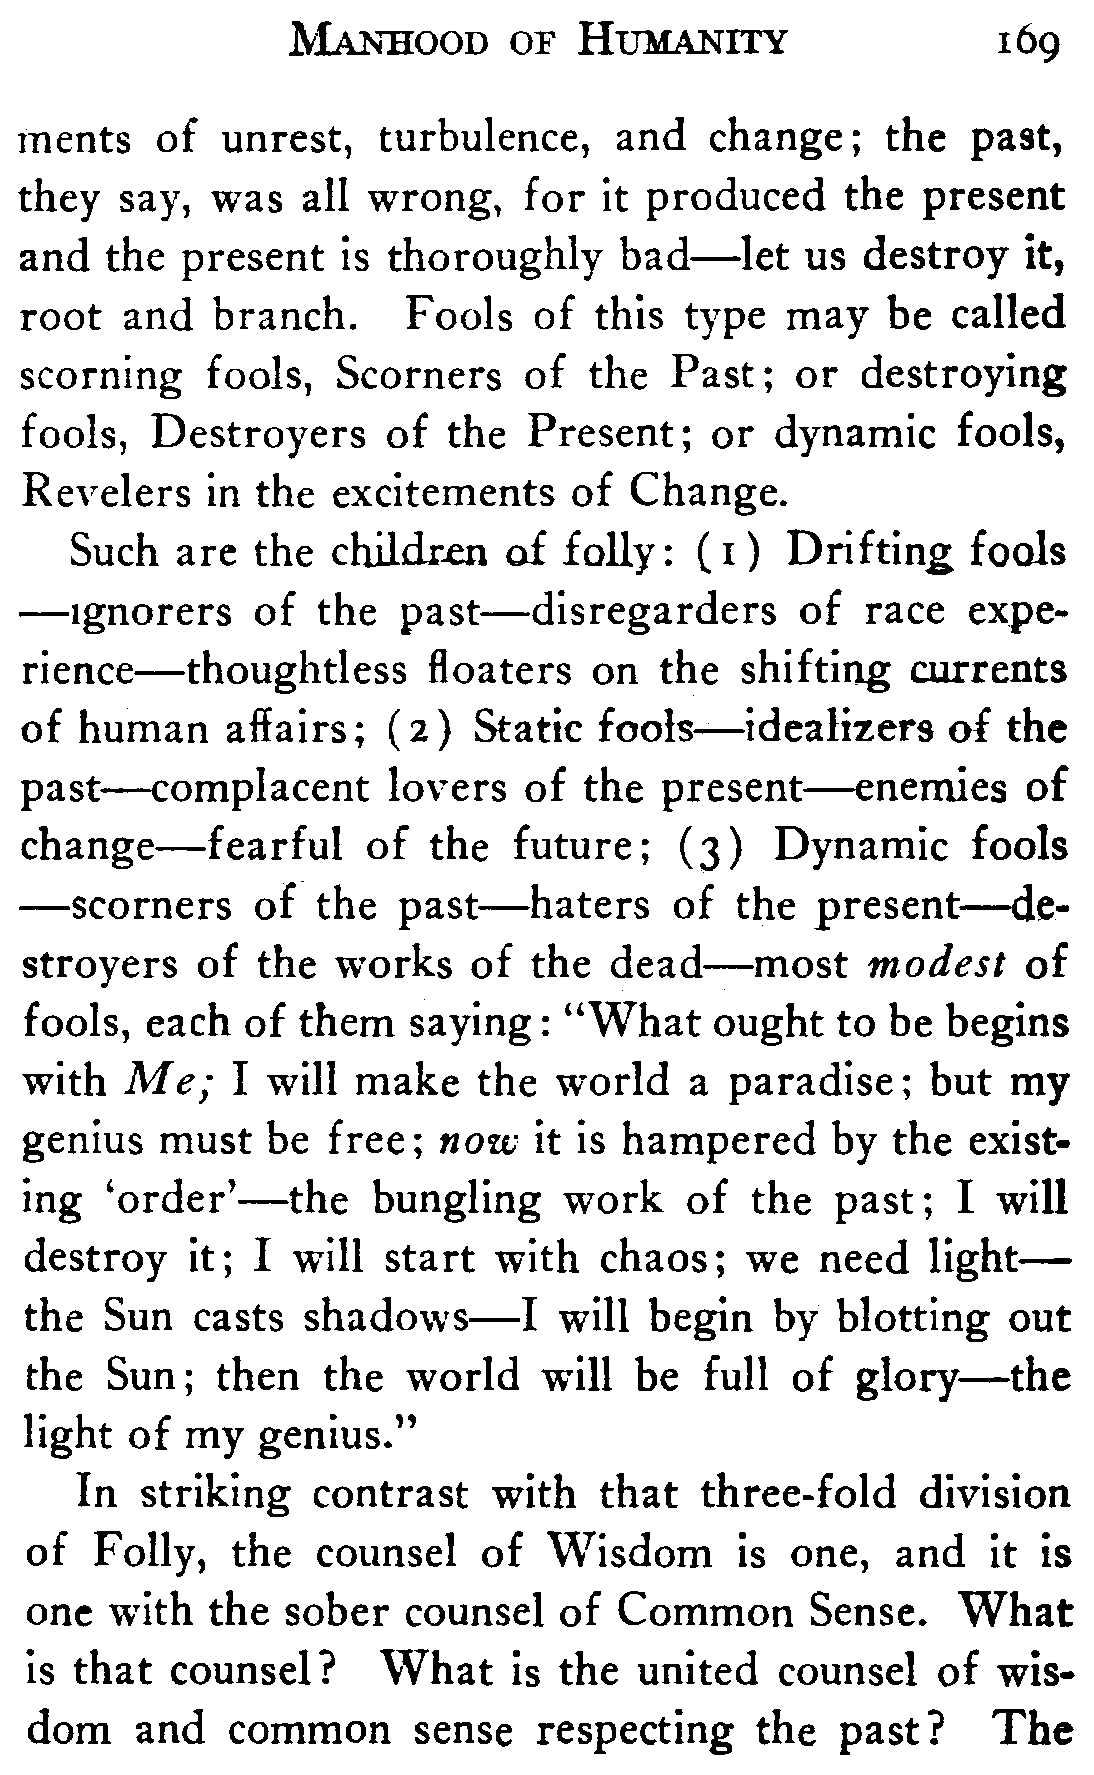 MANHOOD OF HUMANITY 169
ments of unrest, turbulence, and change; the past,
they say, was all wrong, for it produced the present
and the present is thoroughly bad—let us destroy it,
root and branch. Fools of this type may be called
scorning fools, Scorners of the Past; or destroying
fools, Destroyers of the Present; or dynamic fools,
Revelers in the excitements of Change.
Such are the children of folly: (1) Drifting fools
—ignorers of the past—disregarders of race expe-
rience—thoughtless floaters on the shifting currents
of human affairs; (2) Static fools—idealizers of the
past—complacent lovers of the present—enemies of
change—fearful of the future; (3) Dynamic fools
—scorners of the past—haters of the present—de-
stroyers of the works of the dead—most modest of
fools, each of them saying: “What ought to be begins
with Me; I will make the world a paradise; but my
genius must be free; now it is hampered by the exist-
ing ‘order’—the bungling work of the past; I will
destroy it; I will start with chaos; we need light—
the Sun casts shadows—I will begin by blotting out
the Sun; then the world will be full of glory—the
light of my genius.”
In striking contrast with that three-fold division
of Folly, the counsel of Wisdom is one, and it is
one with the sober counsel of Common Sense. What
is that counsel? What is the united counsel of wis-
dom and common sense respecting the past? The